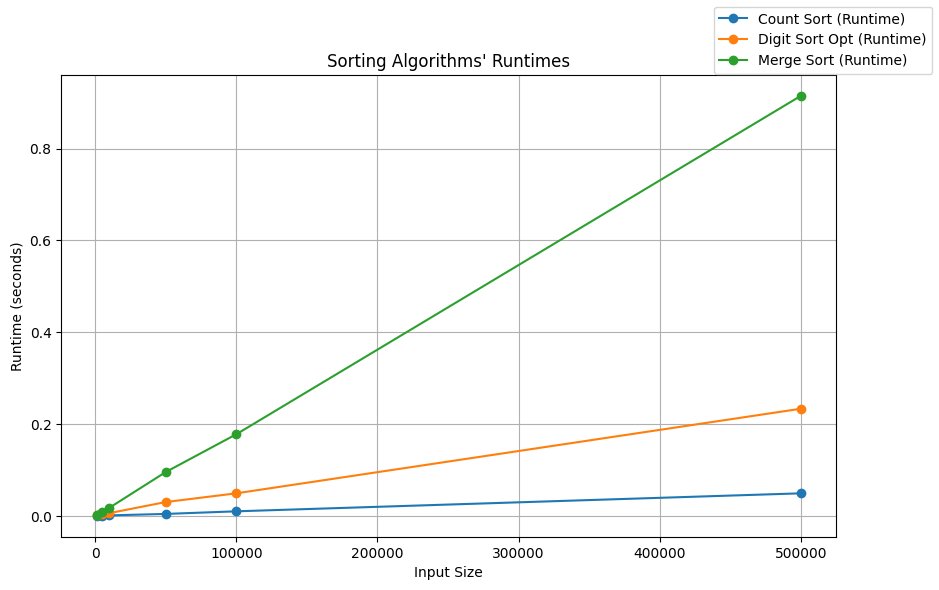 Count Sort (Runtime)
Digit Sort Opt (Runtime)
Merge Sort (Runtime)
Sorting Algorithms' Runtimes
0.8
0.6
0.4
0.2
0.0
Runtime (seconds)
0 100000 200000 300000 400000 500000
Input Size